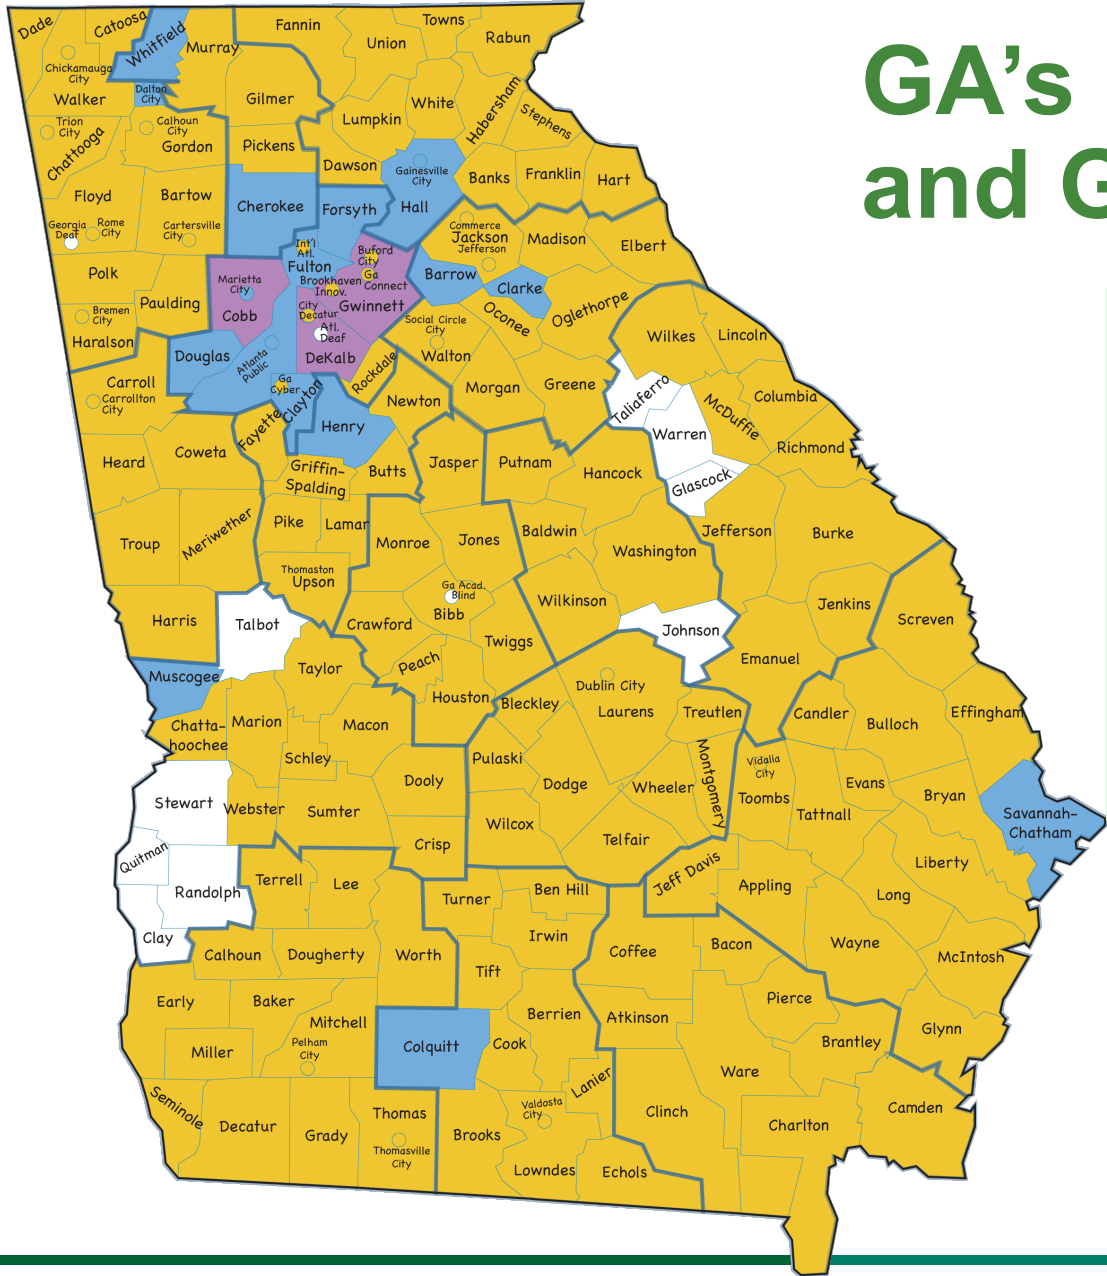 GA’s
and G
Dade
Catoosa
Whitfield
Murray
Fannin
Union
Towns
Rabun
Chickamauga
City
Walker
Dalton
City
Gilmer
Lumpkin
White
Habersham
Stephens
Trion
City
Chattooga
Calhoun
City
Gordon
Pickens
Dawson
Gainesville
City
Hall
Banks
Franklin
Hart
Floyd
Bartow
Cherokee
Forsyth
Georgia
Deaf
Rome
City
Cartersville
City
Int'l
Atl.
Fulton
Buford
City
Commerce
Jackson
Jefferson
Madison
Elbert
Polk
Paulding
Marietta
City
Cobb
Brookhaven
Innov.
Ga
Connect
Gwinnett
Barrow
Clarke
Oconee
Oglethorpe
Bremen
City
Haralson
City
Decatur
Atl.
Deaf
DeKalb
Social Circle
City
Walton
Wilkes
Lincoln
Douglas
Atlanta
Public
Rockdale
Morgan
Greene
Taliaferro
Columbia
Carroll
Carrollton
City
Ga
Cyber
Clayton
Newton
McDuffie
Warren
Richmond
Fayette
Henry
Heard
Coweta
Griffin-
Spalding
Butts
Jasper
Putnam
Hancock
Glascock
Troup
Meriwether
Pike
Lamar
Monroe
Jones
Baldwin
Washington
Jefferson
Burke
Thomaston
Upson
Ga Acad.
Blind
Bibb
Wilkinson
Jenkins
Screven
Harris
Talbot
Crawford
Twiggs
Johnson
Emanuel
Muscogee
Taylor
Peach
Houston
Bleckley
Dublin City
Laurens
Treutlen
Candler
Bulloch
Effingham
Chatta-
hoochee
Marion
Macon
Schley
Dooly
Pulaski
Dodge
Wheeler
Montgomery
Vidalia
City
Toombs
Tattnall
Evans
Bryan
Savannah-
Chatham
Stewart
Webster
Sumter
Crisp
Wilcox
Telfair
Liberty
Quitman
Randolph
Terrell
Lee
Turner
Ben Hill
Jeff Davis
Appling
Long
Clay
Calhoun
Dougherty
Worth
Irwin
Tift
Coffee
Bacon
Wayne
McIntosh
Early
Baker
Mitchell
Berrien
Atkinson
Pierce
Glynn
Miller
Pelham
City
Colquitt
Cook
Brantley
Ware
Seminole
Decatur
Grady
Thomas
Thomasville
City
Brooks
Valdosta
City
Lanier
Clinch
Charlton
Camden
Lowndes
Echols